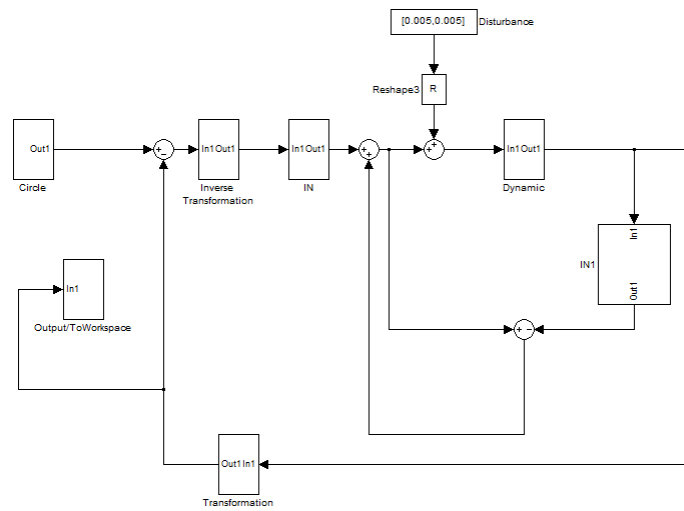 [0.005,0.005]
Disturbance
Reshape3
R
Out1
+
−
In1 Out1
In1 Out1
+
+
+
+
In1 Out1
Circle
Inverse
Transformation
IN
Dynamic
In1
IN1
Out1
In1
Output/ToWorkspace
+ −
Out1 In1
Transformation